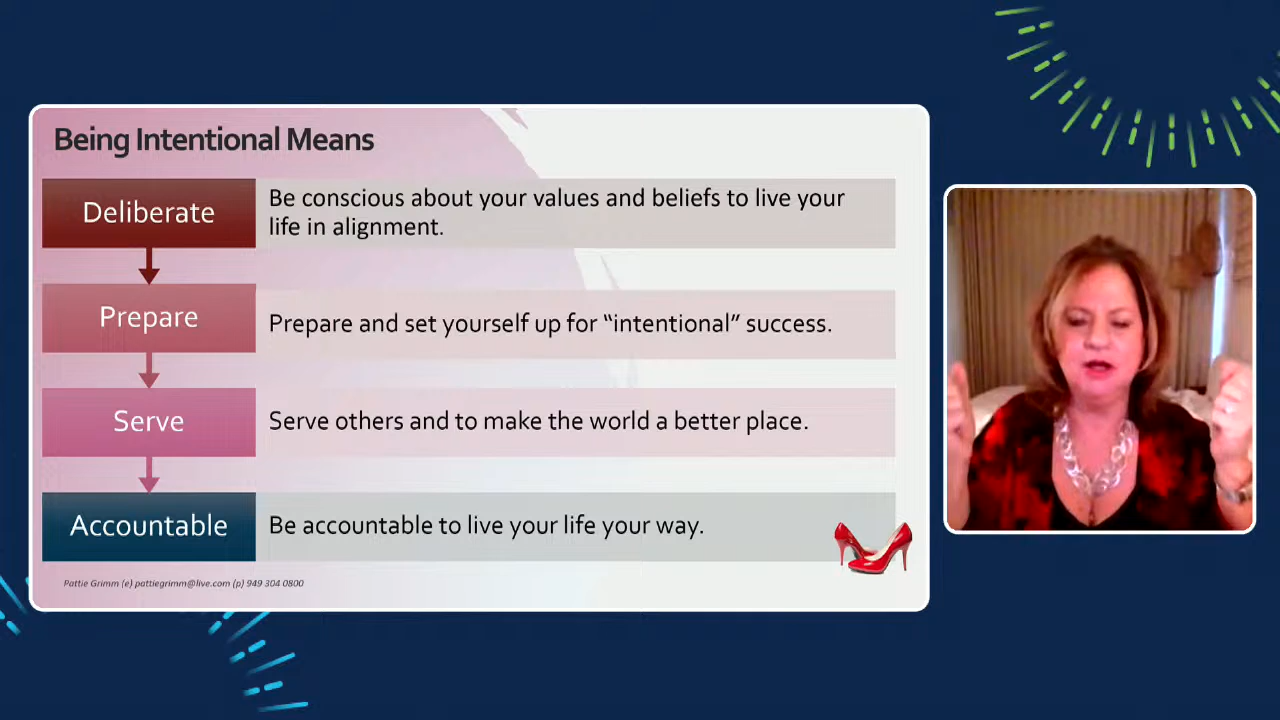 Being Intentional Means
Deliberate
Be conscious about your values and beliefs to live your
life in alignment.
Prepare
Prepare and set yourself up for “intentional” success.
Serve
Serve others and to make the world a better place.
Accountable
Be accountable to live your life your way.
Pattie Grimm (e) pattiegrimm@live.com (p) 949 304 0800